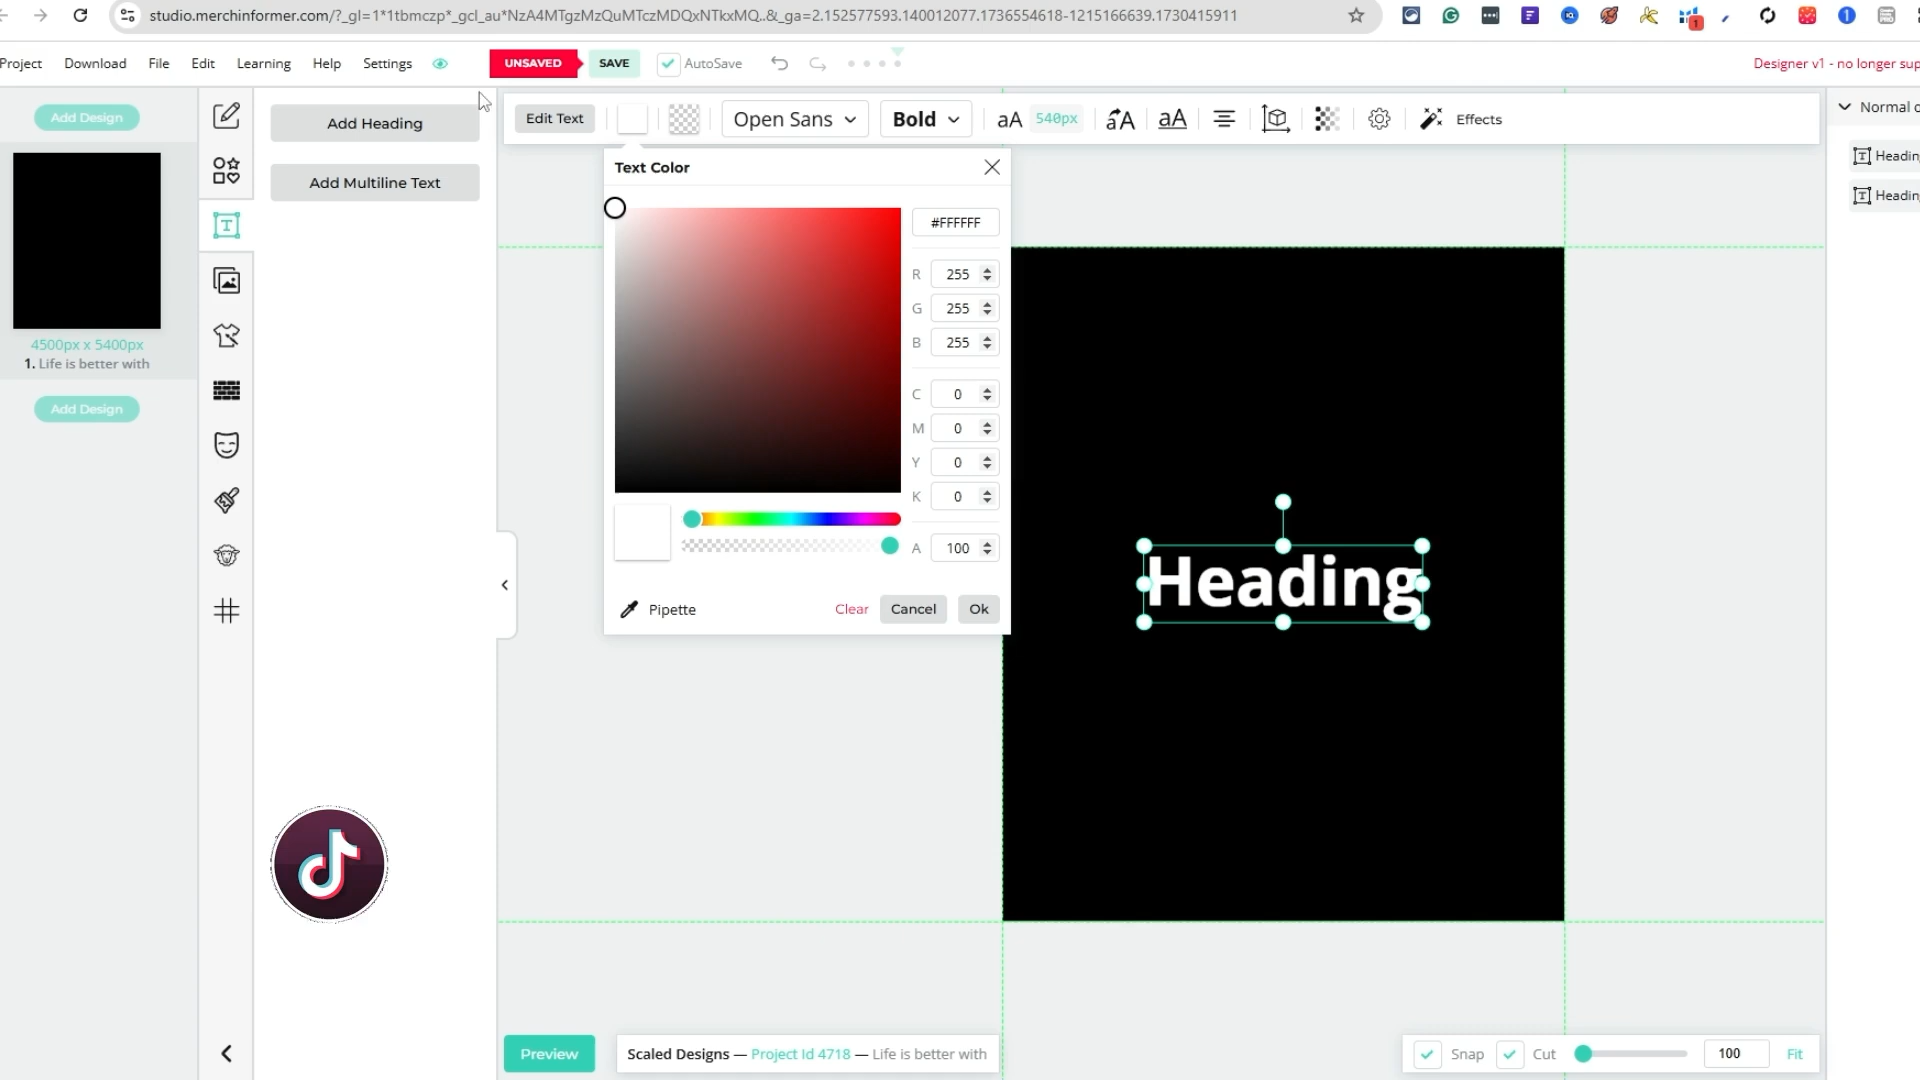 studio.merchinformer.com/?_gl=1*1tbmczp*_gcl_au*NzA4MTgzMzQuMTczMDQxNTkxMQ..&_ga=2.152577593.140012077.1736554618-1215166639.1730415911
Project Download File Edit Learning Help Settings UNSAVED SAVE AutoSave Designer v1 - no longer sup
Add Design
Add Heading
Edit Text Open Sans Bold aA 540px Effects
Normal o
Add Multiline Text
Text Color
Headin
Headin
#FFFFFF
R 255
G 255
B 255
4500px x 5400px
1. Life is better with
C 0
Add Design
M 0
Y 0
K 0
A 100
Heading
Pipette Clear Cancel Ok
Preview Scaled Designs — Project Id 4718 — Life is better with Snap Cut 100 Fit